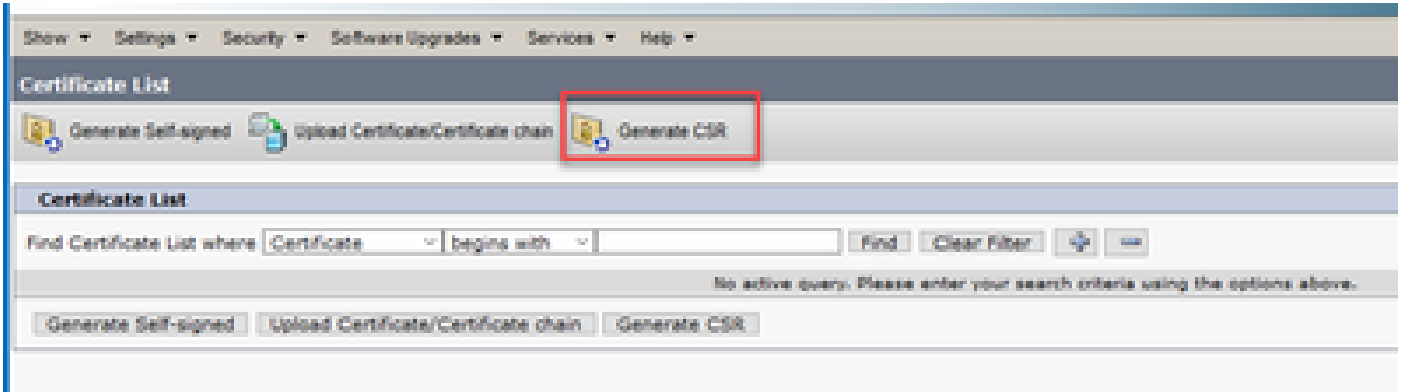 Show Settings Security Software Upgrades Services Help
Certificate List
Generate Self-signed Upload Certificate/Certificate chain Generate CSR
Certificate List
Find Certificate List where Certificate begins with Find Clear Filter
No active query. Please enter your search criteria using the options above.
Generate Self-signed Upload Certificate/Certificate chain Generate CSR